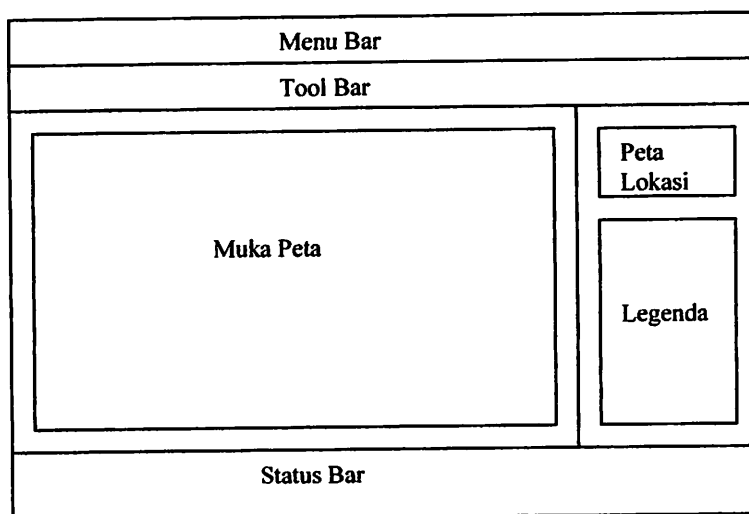 Menu Bar
Tool Bar
Muka Peta
Peta
Lokasi
Legenda
Status Bar